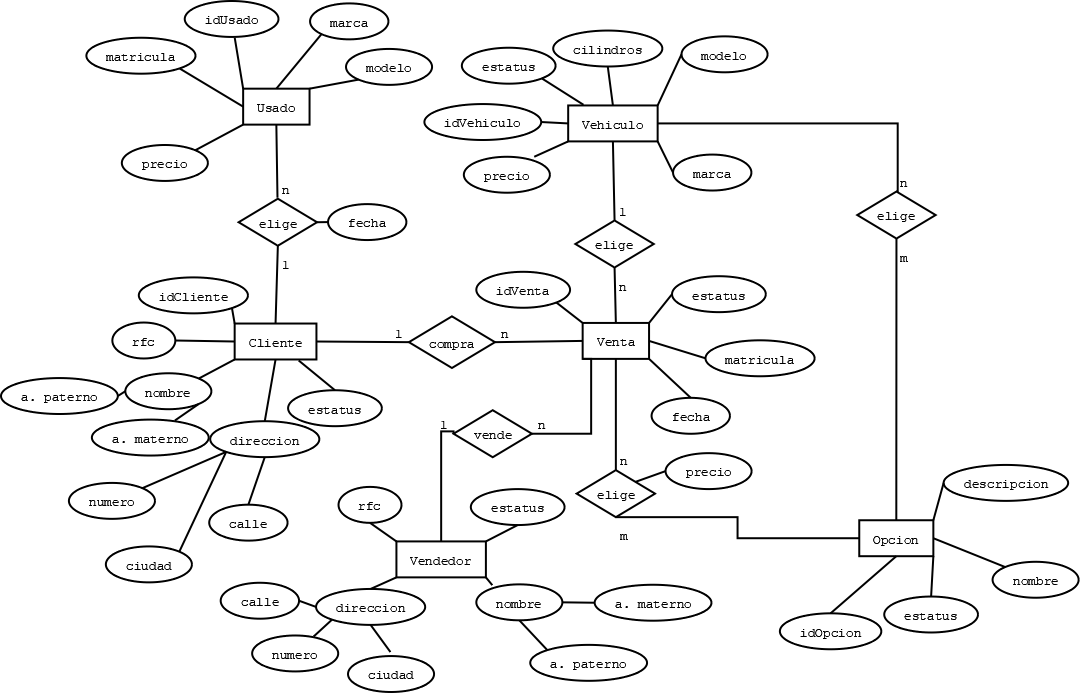 idUsado
marca
matricula
modelo
Usado
precio
n
elige
fecha
1
cilindros
estatus
modelo
idVehiculo
Vehiculo
precio
marca
1
elige
n
n
elige
m
idCliente
rfc
Cliente
nombre
a. paterno
a. materno
direccion
estatus
numero
calle
ciudad
1
compra
n
idVenta
estatus
Venta
matricula
fecha
1
vende
n
n
elige
precio
m
rfc
estatus
Vendedor
calle
direccion
numero
ciudad
nombre
a. materno
a. paterno
descripcion
Opcion
nombre
estatus
idOpcion